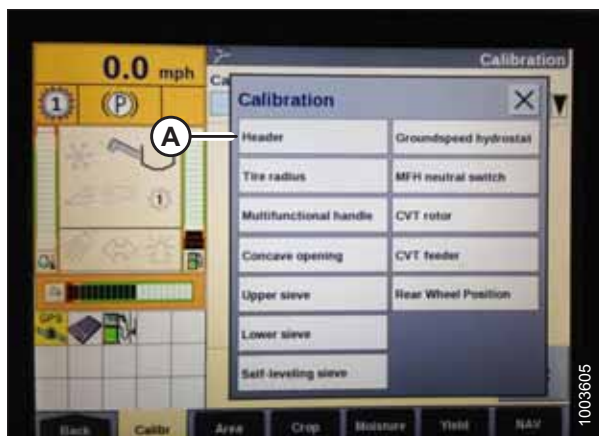 0.0 mph
Calibration
1
(P)
Ca
Calibration
X
A
Header
Groundspeed hydrostat
Tire radius
MFH neutral switch
1
Multifunctional handle
CVT rotor
Concave opening
CVT feeder
Upper sieve
Rear Wheel Position
Lower sieve
GPS
Self-leveling sieve
Back
Calibr
Area
Crop
Moisture
Yield
NAV
1003605